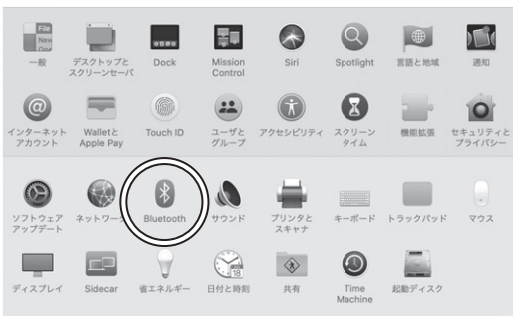 File
New
One
一般
デスクトップと
スクリーンセーバ
Dock
Mission
Control
Siri
Spotlight
言語と地域
通知
インターネット
アカウント
Walletと
Apple Pay
Touch ID
ユーザと
グループ
アクセシビリティ
スクリーン
タイム
機能拡張
セキュリティと
プライバシー
ソフトウェア
アップデート
ネットワーク
Bluetooth
サウンド
プリンタと
スキャナ
キーボード
トラックパッド
マウス
ディスプレイ
Sidecar
省エネルギー
18
日付と時刻
共有
Time
Machine
起動ディスク